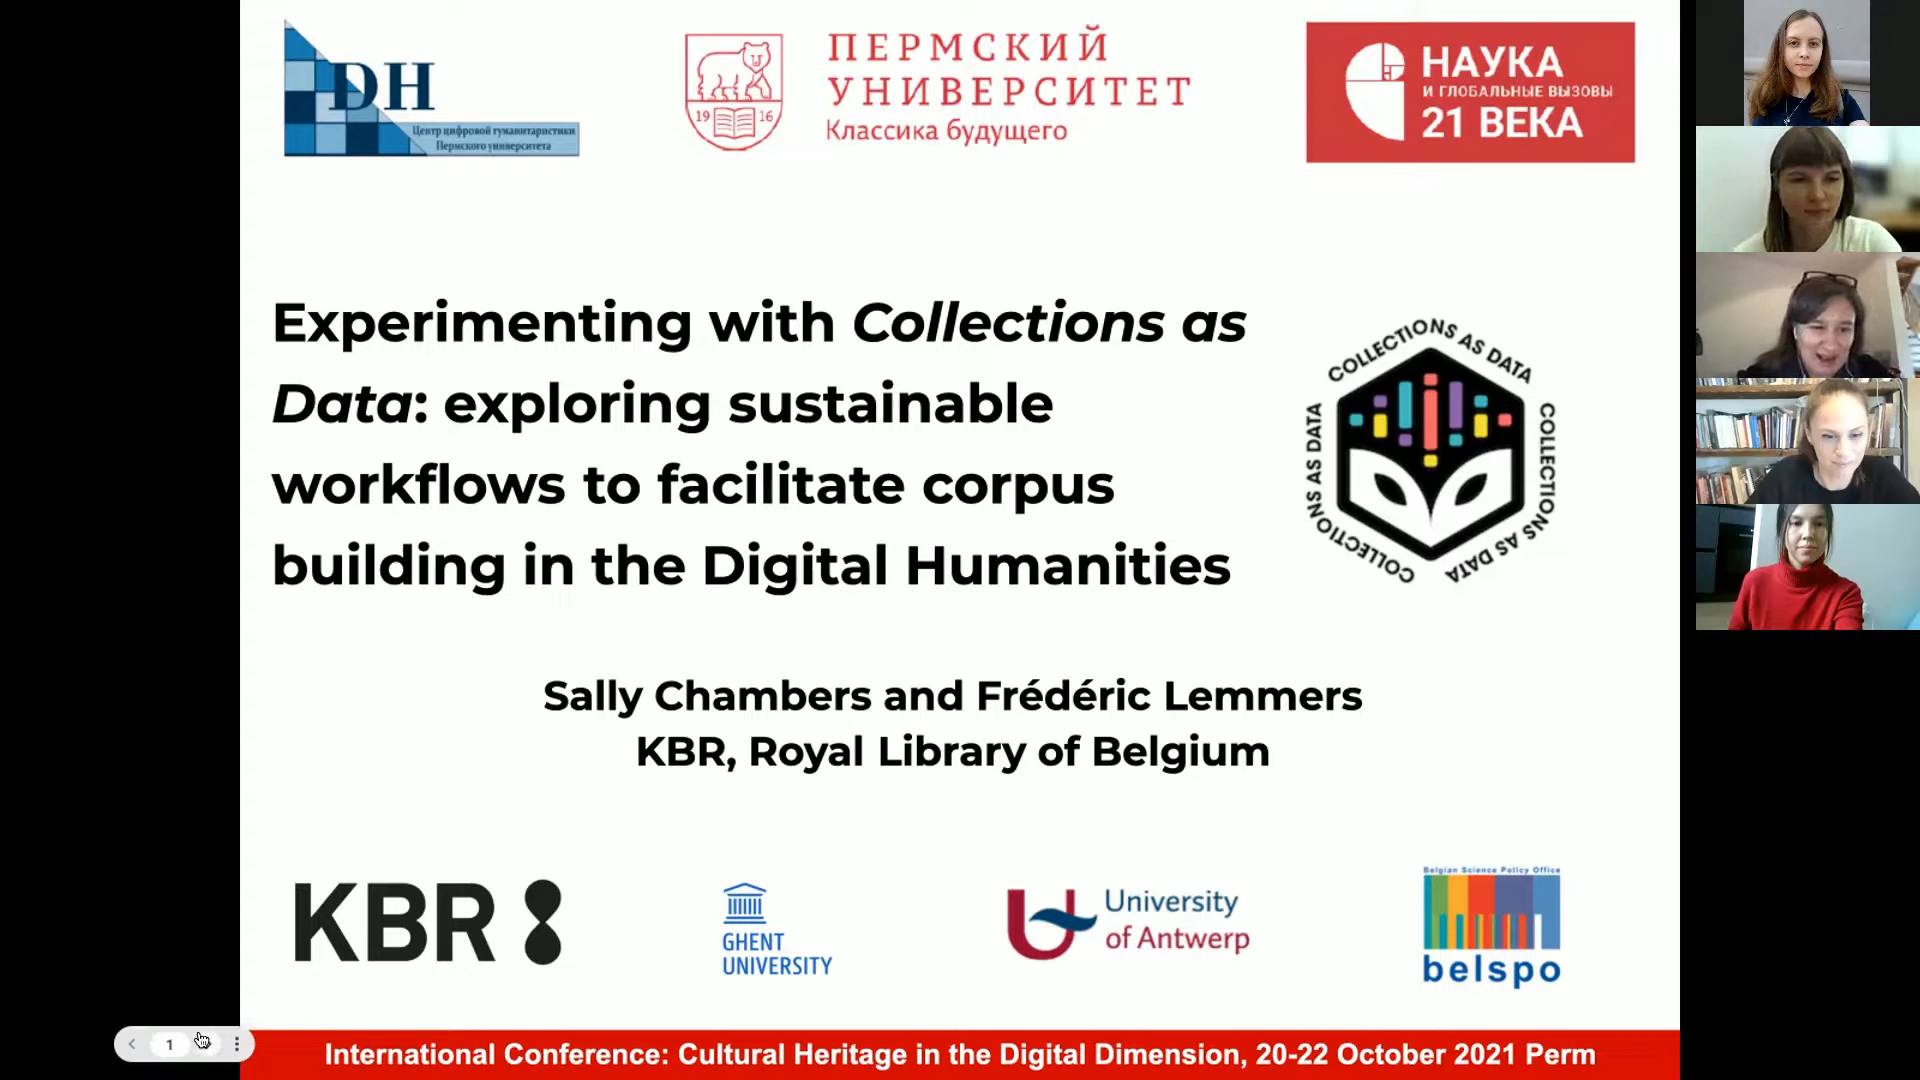 DH
Центр цифровой гуманитаристики
Пермского университета
ПЕРМСКИЙ
УНИВЕРСИТЕТ
Классика будущего
19 16
НАУКА
И ГЛОБАЛЬНЫЕ ВЫЗОВЫ
21 ВЕКА
Experimenting with Collections as
Data: exploring sustainable
workflows to facilitate corpus
building in the Digital Humanities
COLLECTIONS AS DATA
COLLECTIONS AS DATA
COLLECTIONS AS DATA
Sally Chambers and Frédéric Lemmers
KBR, Royal Library of Belgium
KBR
GHENT
UNIVERSITY
University
of Antwerp
Belgian Science Policy Office
belspo
1
International Conference: Cultural Heritage in the Digital Dimension, 20-22 October 2021 Perm